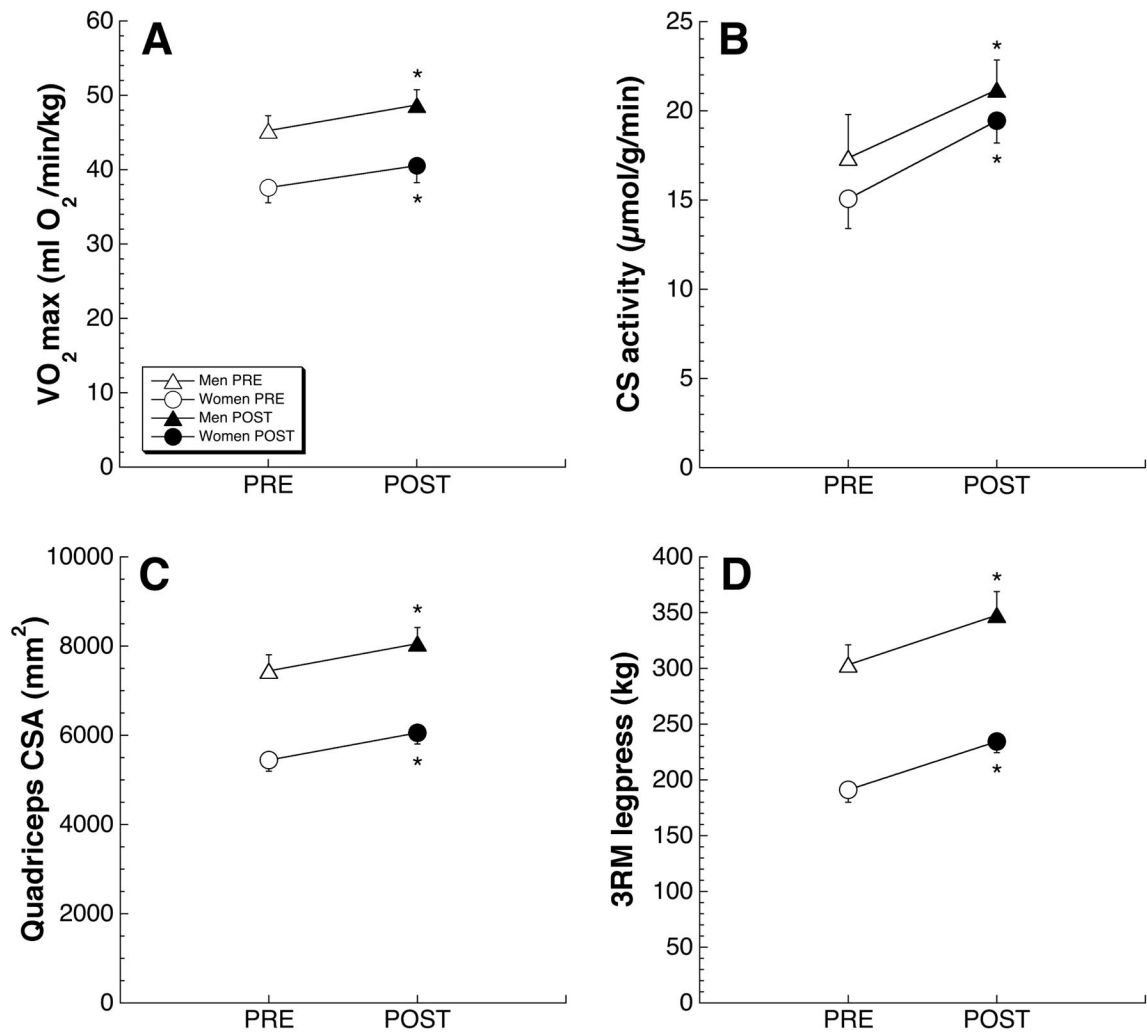 A
VO2 max (ml O2/min/kg)
60
50
40
30
20
10
0
*
*
Men PRE
Women PRE
Men POST
Women POST
PRE POST
B
CS activity (µmol/g/min)
25
20
15
10
5
0
*
*
PRE POST
C
Quadriceps CSA (mm2)
10000
8000
6000
4000
2000
0
*
*
PRE POST
D
3RM legpress (kg)
400
350
300
250
200
150
100
50
0
*
*
PRE POST